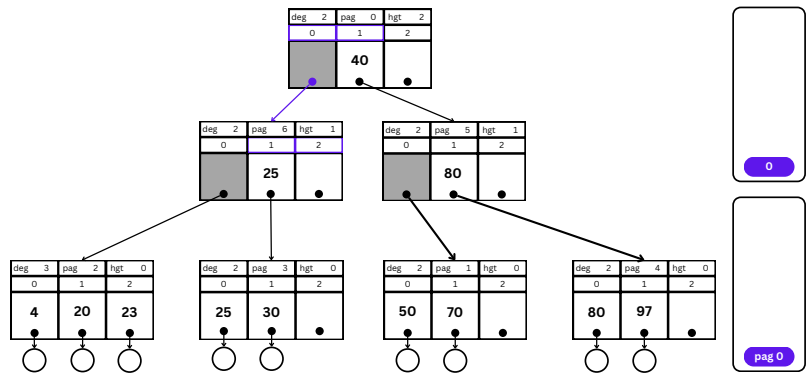 deg 2 pag 0 hgt 2
0 1 2
40
0
deg 2 pag 6 hgt 1
0 1 2
25
deg 2 pag 5 hgt 1
0 1 2
80
deg 3 pag 2 hgt 0
0 1 2
4 20 23
deg 2 pag 3 hgt 0
0 1 2
25 30
deg 2 pag 1 hgt 0
0 1 2
50 70
deg 2 pag 4 hgt 0
0 1 2
80 97
pag 0